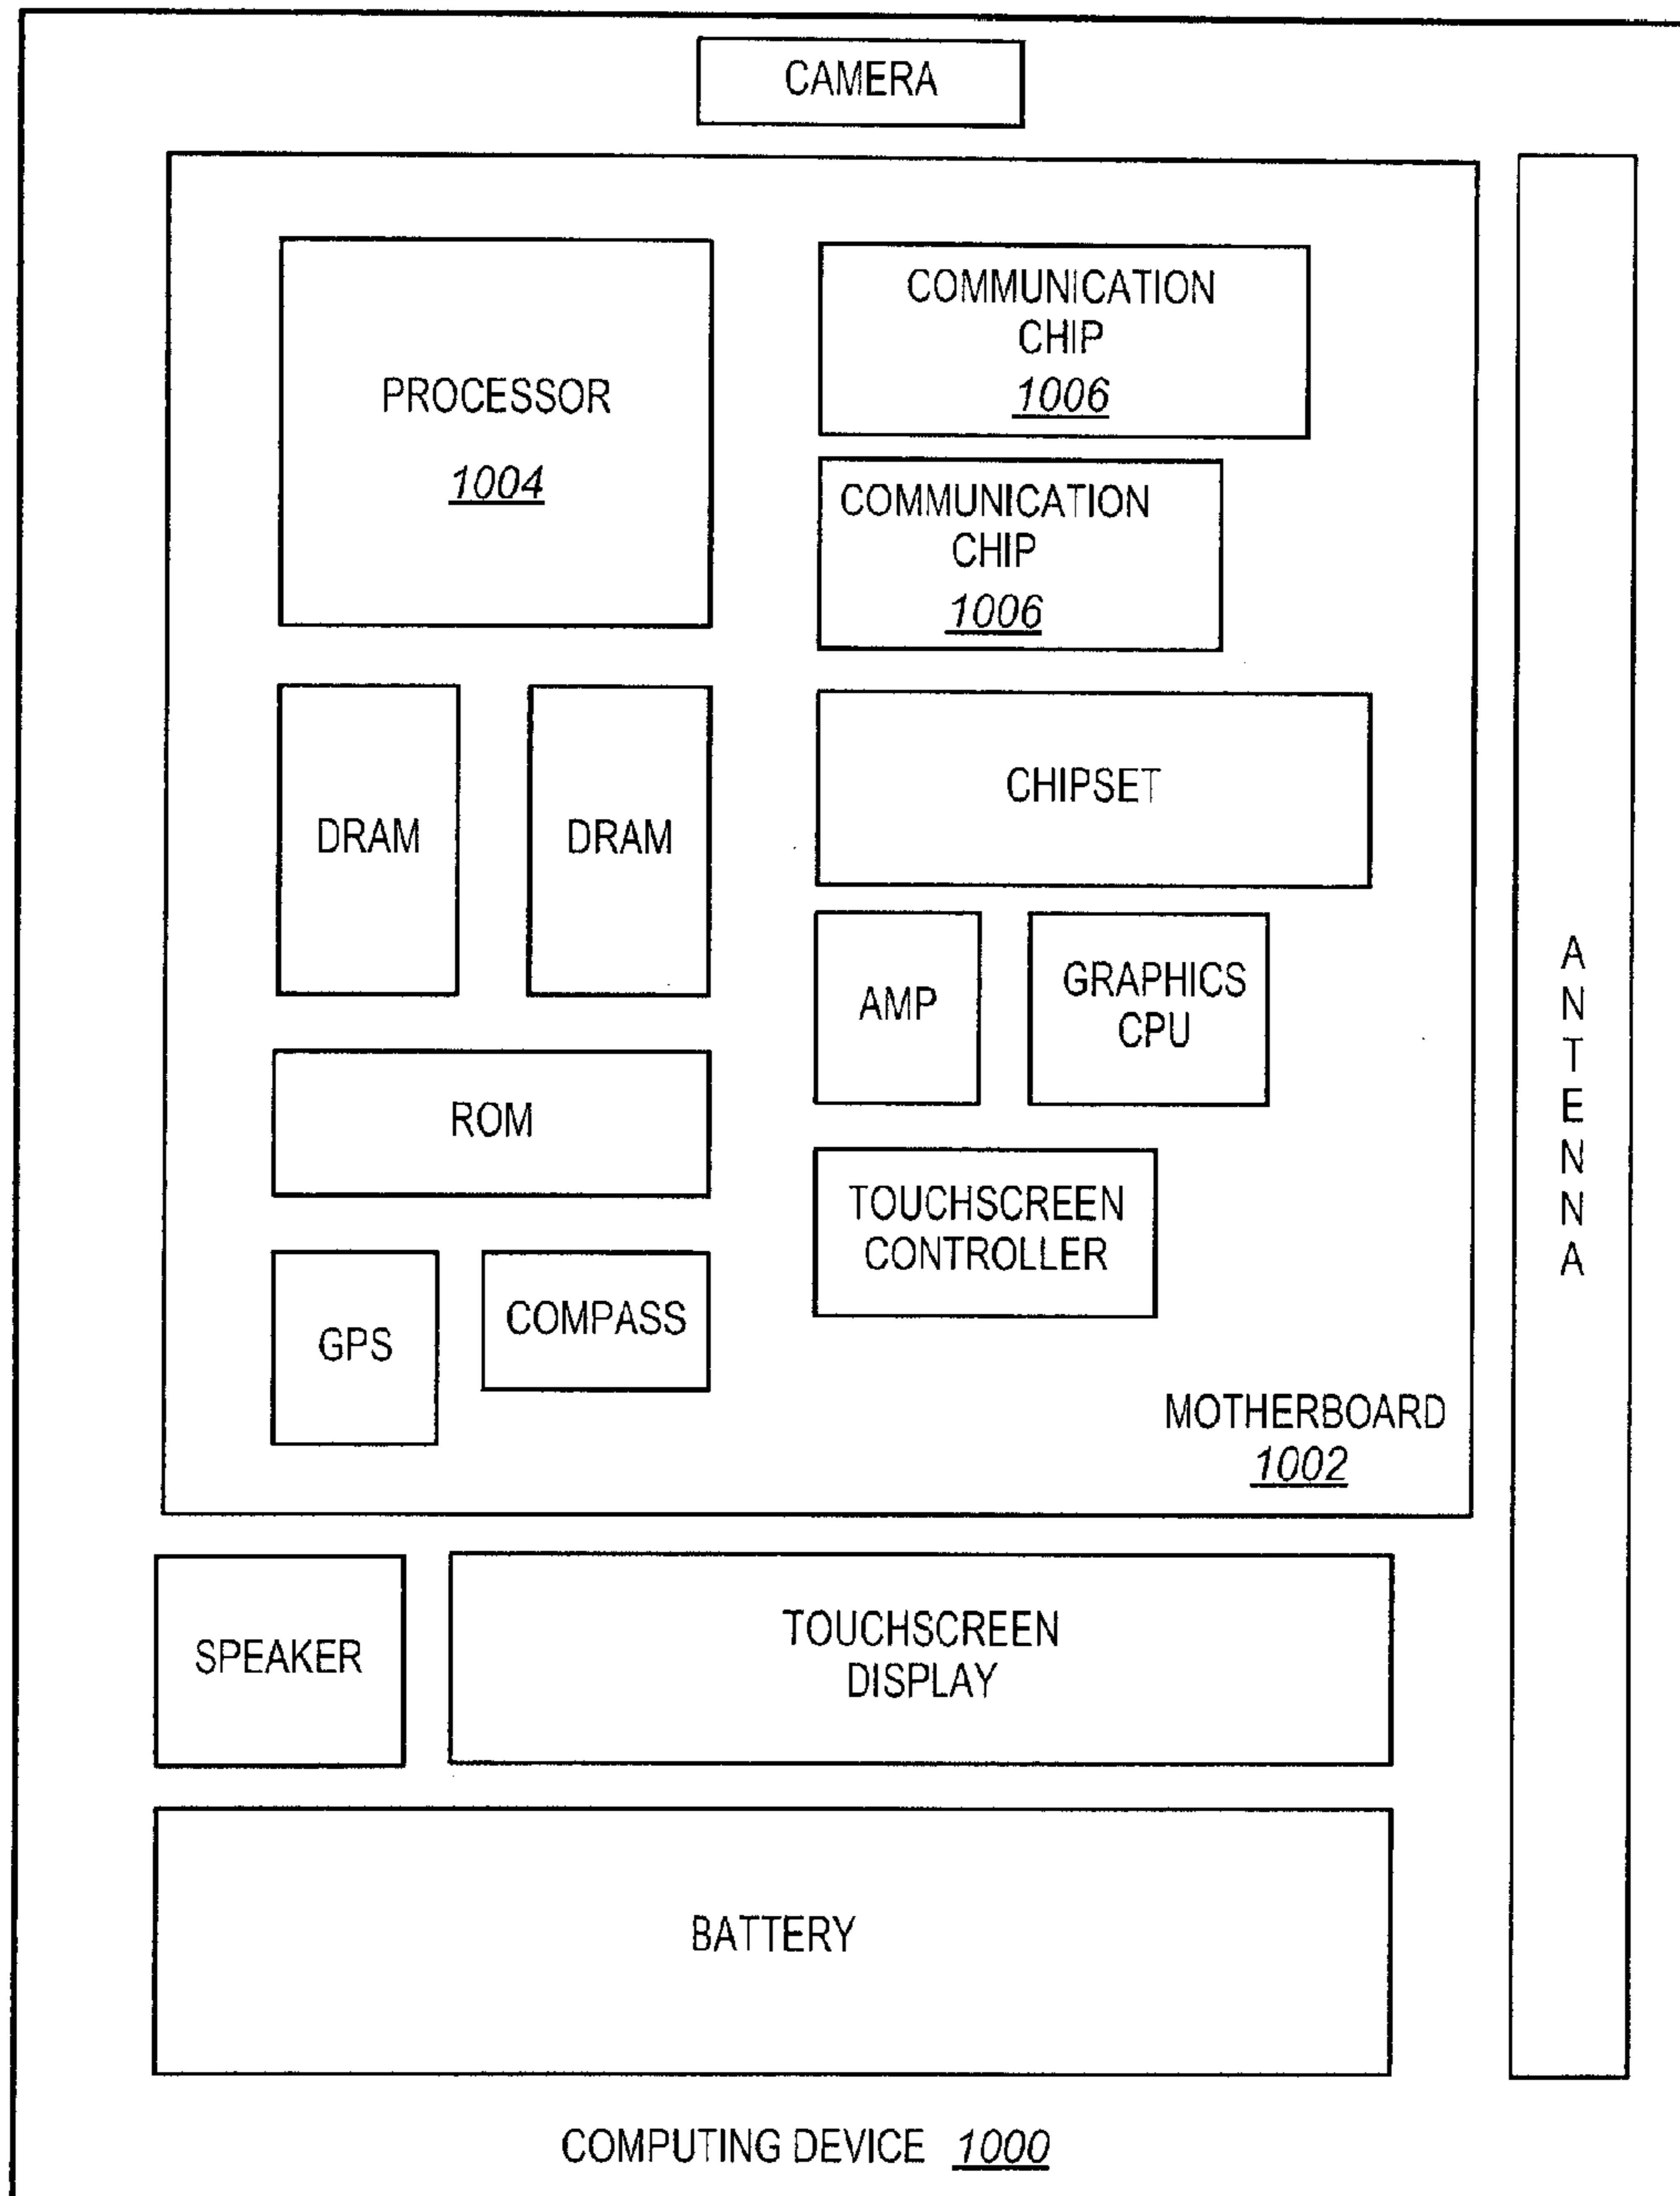 CAMERA
PROCESSOR
1004
COMMUNICATION
CHIP
1006
COMMUNICATION
CHIP
1006
DRAM
DRAM
CHIPSET
AMP
GRAPHICS
CPU
ROM
TOUCHSCREEN
CONTROLLER
GPS
COMPASS
MOTHERBOARD
1002
ANTENNA
SPEAKER
TOUCHSCREEN
DISPLAY
BATTERY
COMPUTING DEVICE 1000